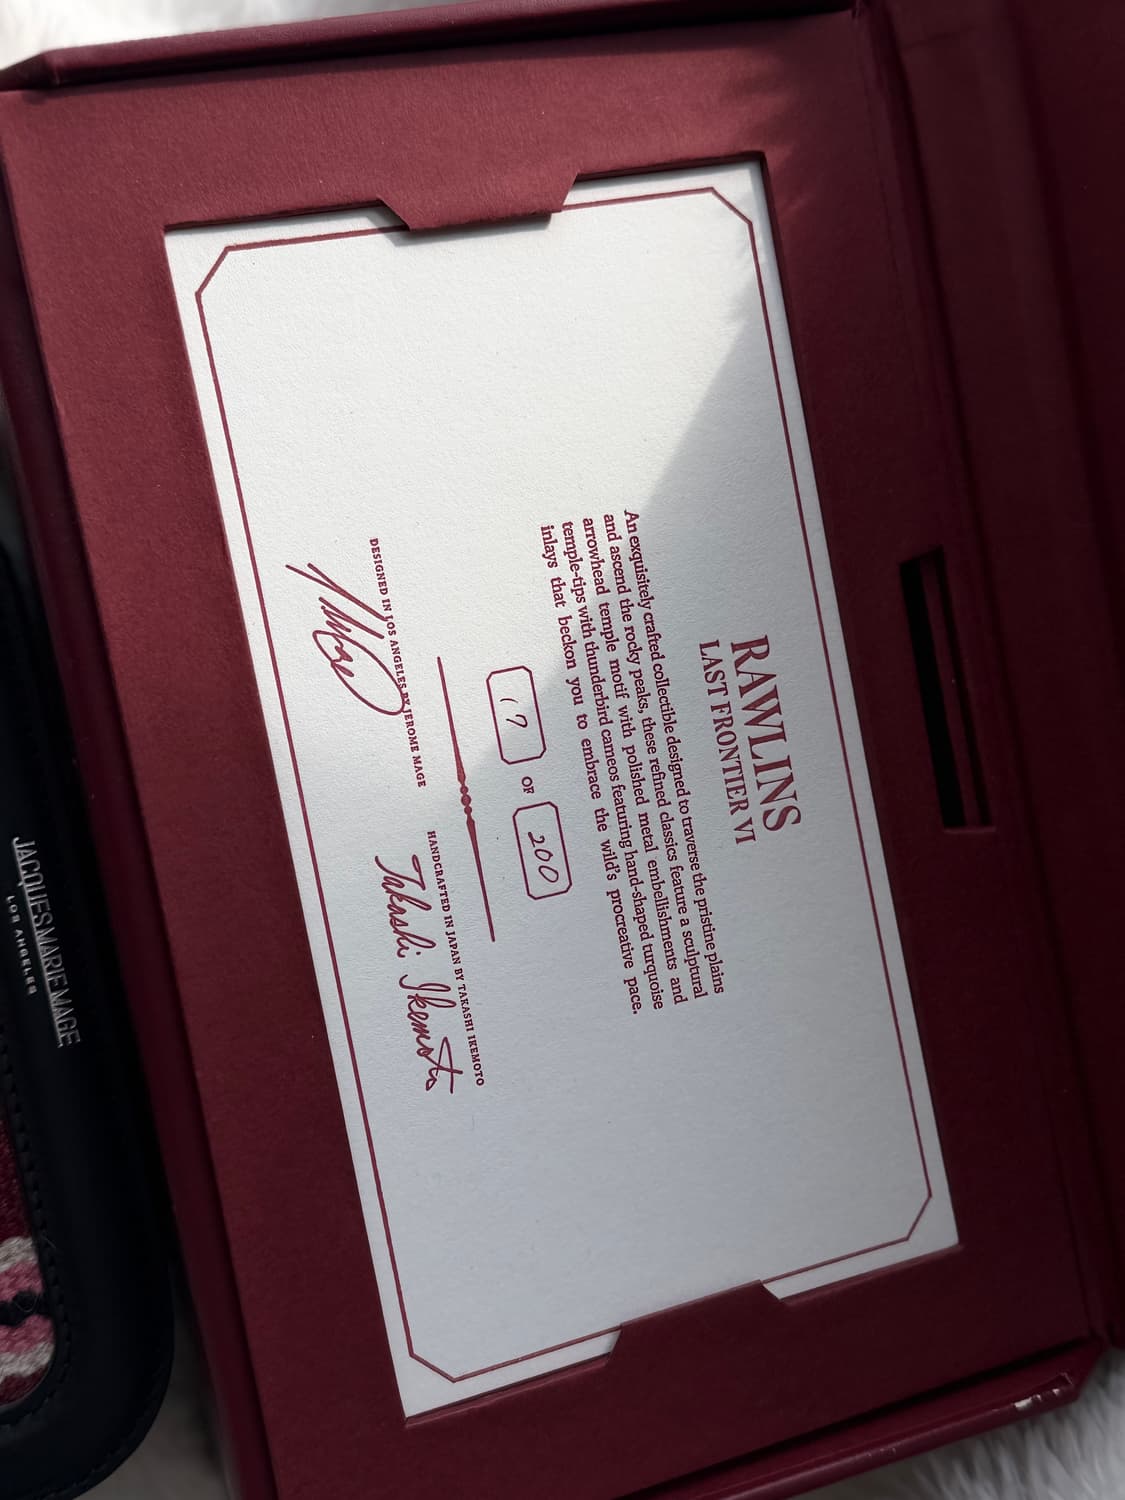 RAWLINS
LAST FRONTIER VI
An exquisitely crafted collectible designed to traverse the pristine plains
and ascend the rocky peaks, these refined classics feature a sculptural
arrowhead temple motif with polished metal embellishments and
temple-tips with thunderbird cameos featuring hand-shaped turquoise
inlays that beckon you to embrace the wild's procreative pace.
17 OF 200
DESIGNED IN LOS ANGELES BY JEROME MAGE
HANDCRAFTED IN JAPAN BY TAKASHI IKEMOTO
Takashi Ikemoto
JACQUES MARIE MAGE
LOS ANGELES